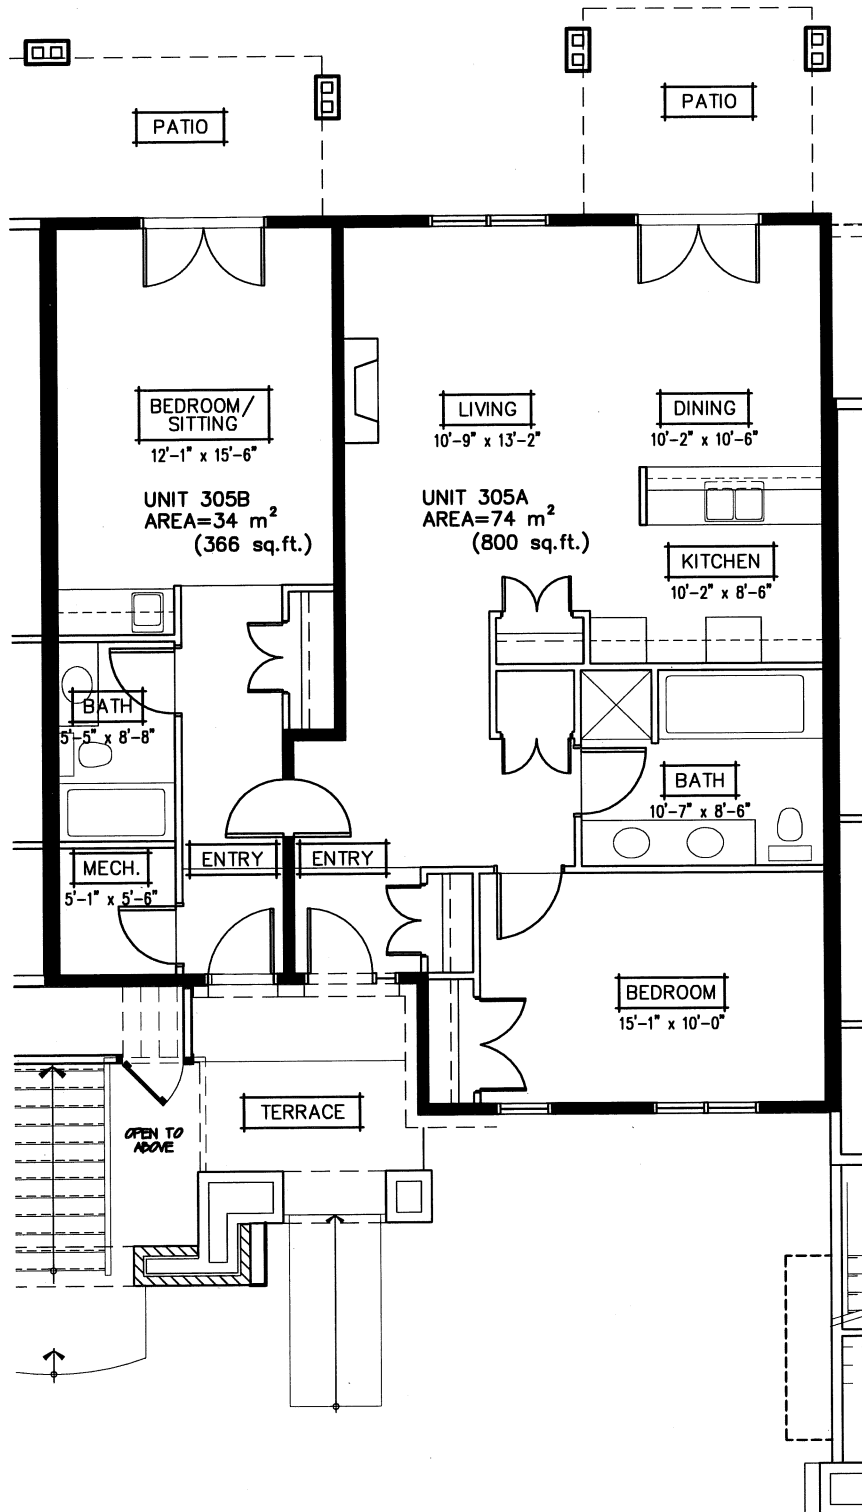 PATIO
PATIO
BEDROOM/
SITTING
12'-1" x 15'-6"
UNIT 305B
AREA=34 m²
(366 sq.ft.)
LIVING
10'-9" x 13'-2"
DINING
10'-2" x 10'-6"
UNIT 305A
AREA=74 m²
(800 sq.ft.)
KITCHEN
10'-2" x 8'-6"
BATH
5'-5" x 8'-8"
BATH
10'-7" x 8'-6"
MECH.
5'-1" x 5'-6"
ENTRY
ENTRY
BEDROOM
15'-1" x 10'-0"
TERRACE
OPEN TO
ABOVE